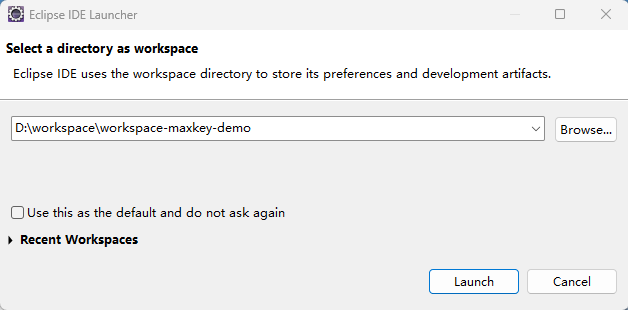 Eclipse IDE Launcher
Select a directory as workspace
Eclipse IDE uses the workspace directory to store its preferences and development artifacts.
D:\workspace\workspace-maxkey-demo
Browse...
Use this as the default and do not ask again
Recent Workspaces
Launch
Cancel